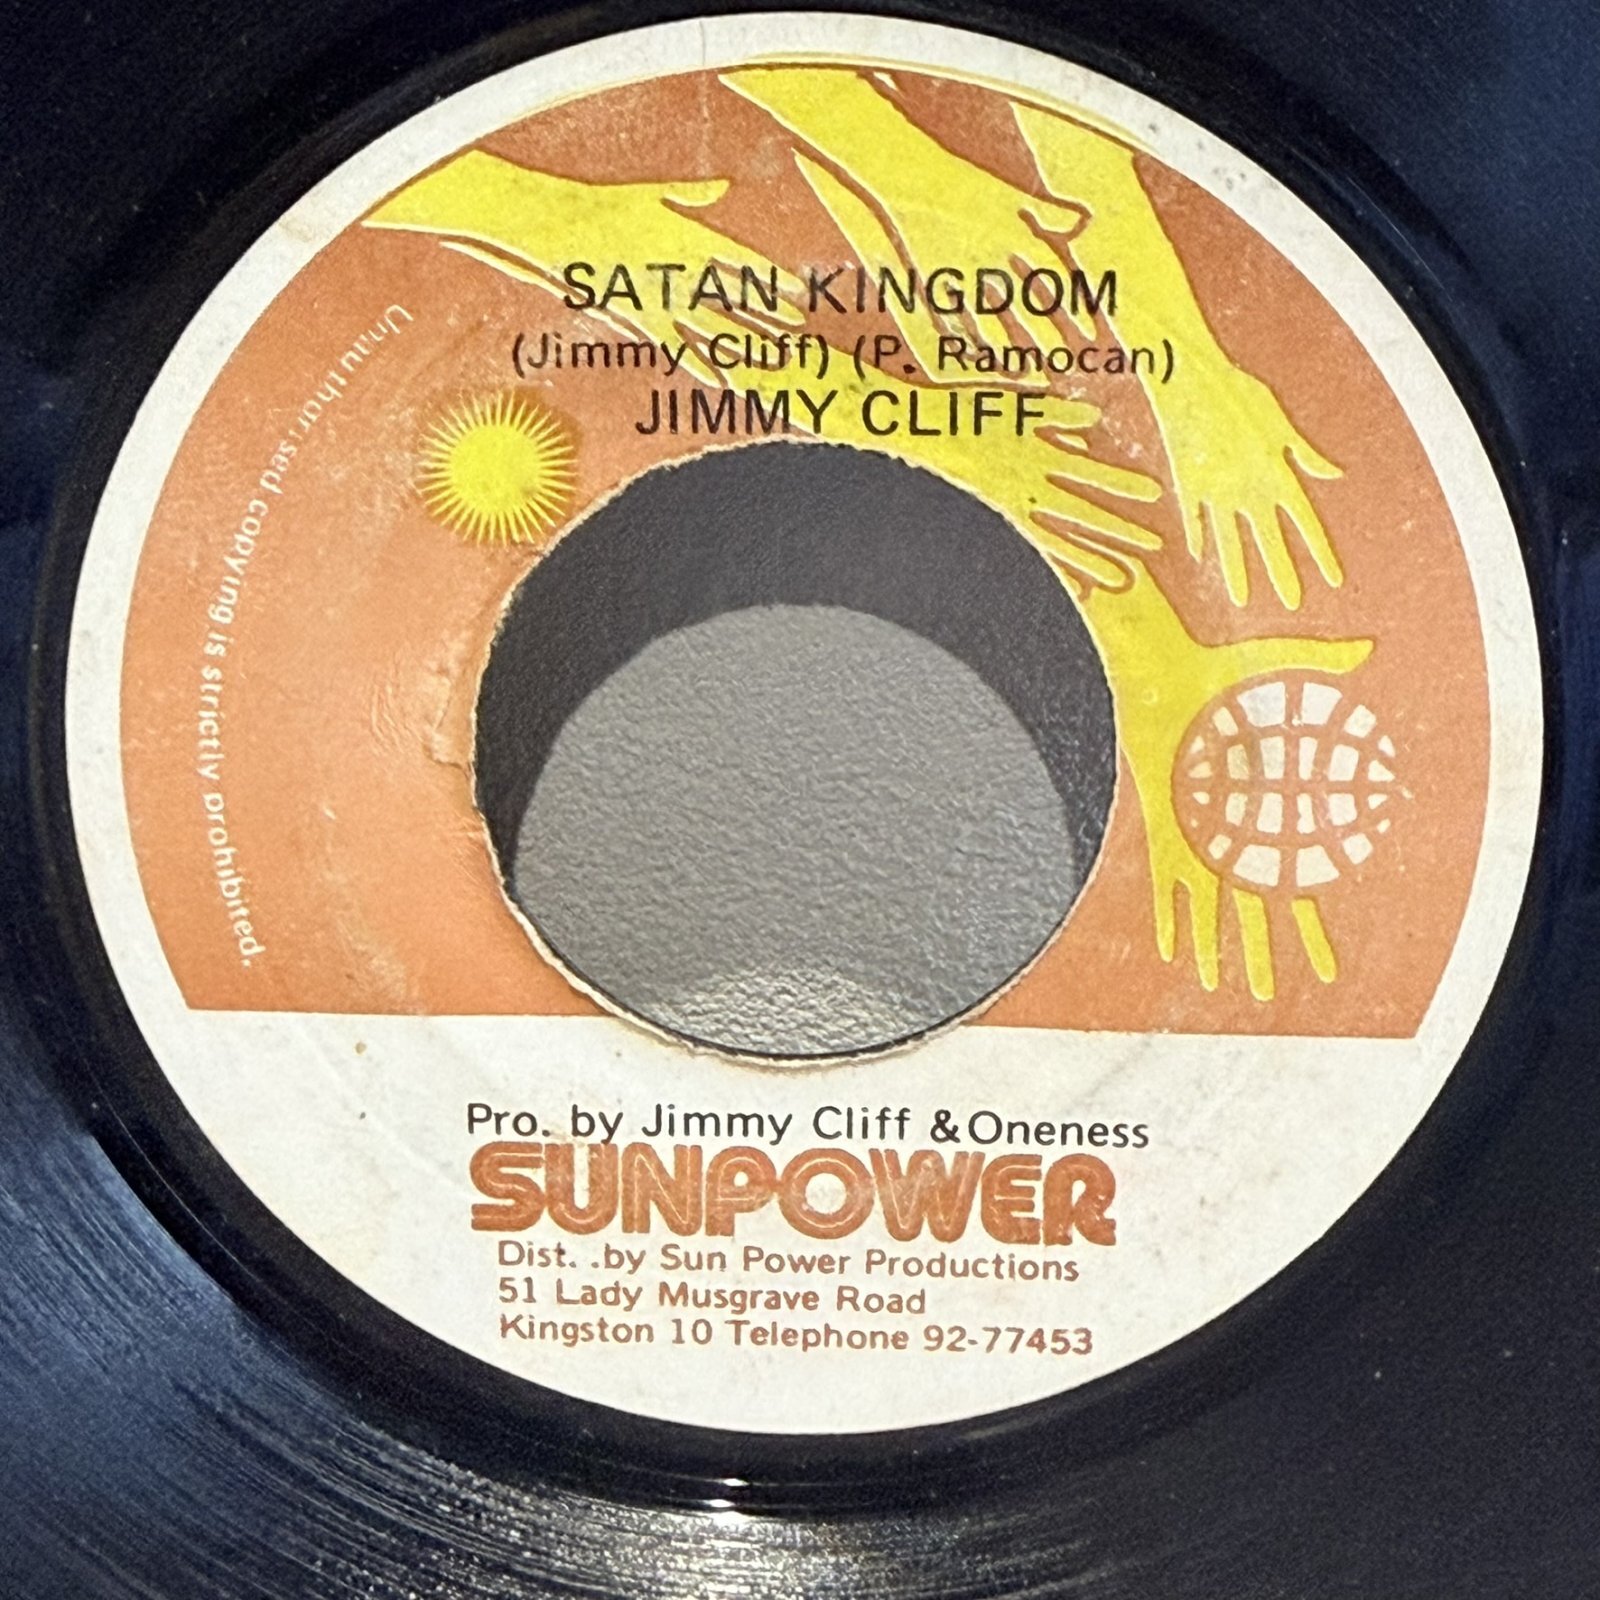 SATAN KINGDOM
(Jimmy Cliff) (P. Ramocan)
JIMMY CLIFF
Unauthorised copying is strictly prohibited.
Pro. by Jimmy Cliff & Oneness
SUNPOWER
Dist. .by Sun Power Productions
51 Lady Musgrave Road
Kingston 10 Telephone 92-77453